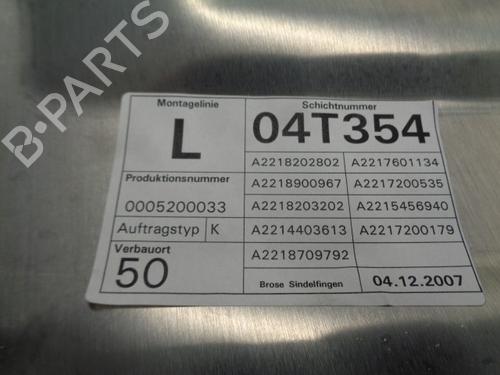 B-PARTS
Montagelinie
L
Schichtnummer
04T354
Produktionsnummer
0005200033
Auftragstyp K
Verbauort
50
A2218202802 A2217601134
A2218900967 A2217200535
A2218203202 A2215456940
A2214403613 A2217200179
A2218709792
Brose Sindelfingen 04.12.2007